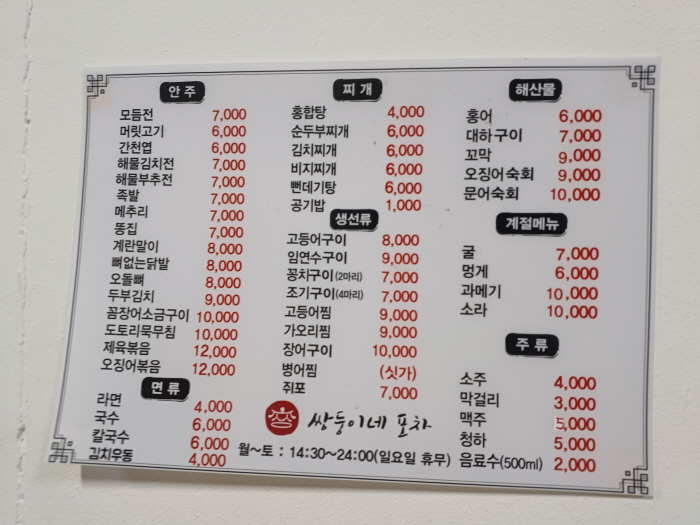 안주
모듬전 7,000
머릿고기 6,000
간천엽 6,000
해물김치전 7,000
해물부추전 7,000
족발 7,000
메추리 7,000
똥집 7,000
계란말이 8,000
뼈없는닭발 8,000
오돌뼈 8,000
두부김치 9,000
꼼장어소금구이 10,000
도토리묵무침 10,000
제육볶음 12,000
오징어볶음 12,000
면류
라면 4,000
국수 6,000
칼국수 6,000
김치우동 4,000
찌개
홍합탕 4,000
순두부찌개 6,000
김치찌개 6,000
비지찌개 6,000
뻔데기탕 6,000
공기밥 1,000
생선류
고등어구이 8,000
임연수구이 9,000
꽁치구이(2마리) 7,000
조기구이(4마리) 7,000
고등어찜 9,000
가오리찜 9,000
장어구이 10,000
병어찜 (싯가)
쥐포 7,000
해산물
홍어 6,000
대하구이 7,000
꼬막 9,000
오징어숙회 9,000
문어숙회 10,000
계절메뉴
굴 7,000
멍게 6,000
과메기 10,000
소라 10,000
주류
소주 4,000
막걸리 3,000
맥주 5,000
청하 5,000
음료수(500ml) 2,000
쌍둥이네 포차
월~토 : 14:30~24:00(일요일 휴무)